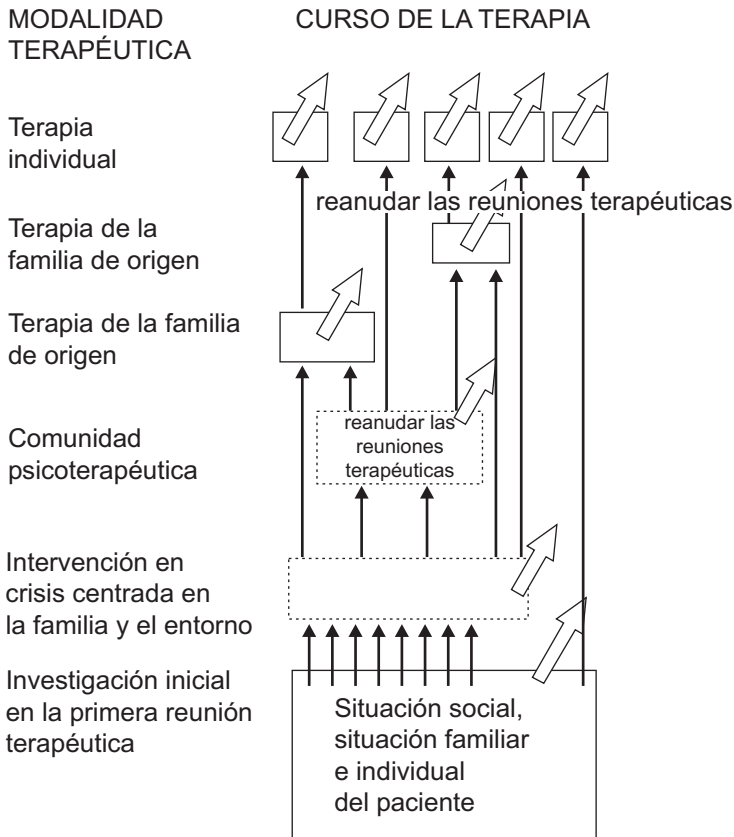 MODALIDAD
TERAPÉUTICA
CURSO DE LA TERAPIA
Terapia
individual
reanudar las reuniones terapéuticas
Terapia de la
familia de origen
Terapia de la familia
de origen
Comunidad
psicoterapéutica
reanudar las
reuniones
terapéuticas
Intervención en
crisis centrada en
la familia y el entorno
Investigación inicial
en la primera reunión
terapéutica
Situación social,
situación familiar
e individual
del paciente